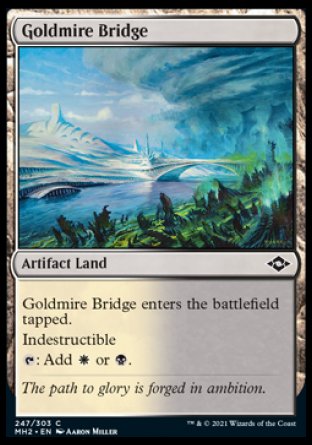 Goldmire Bridge
Artifact Land
Goldmire Bridge enters the battlefield
tapped.
Indestructible
: Add or .
The path to glory is forged in ambition.
247/303 C
MH2 • EN Aaron Miller
™ & © 2021 Wizards of the Coast